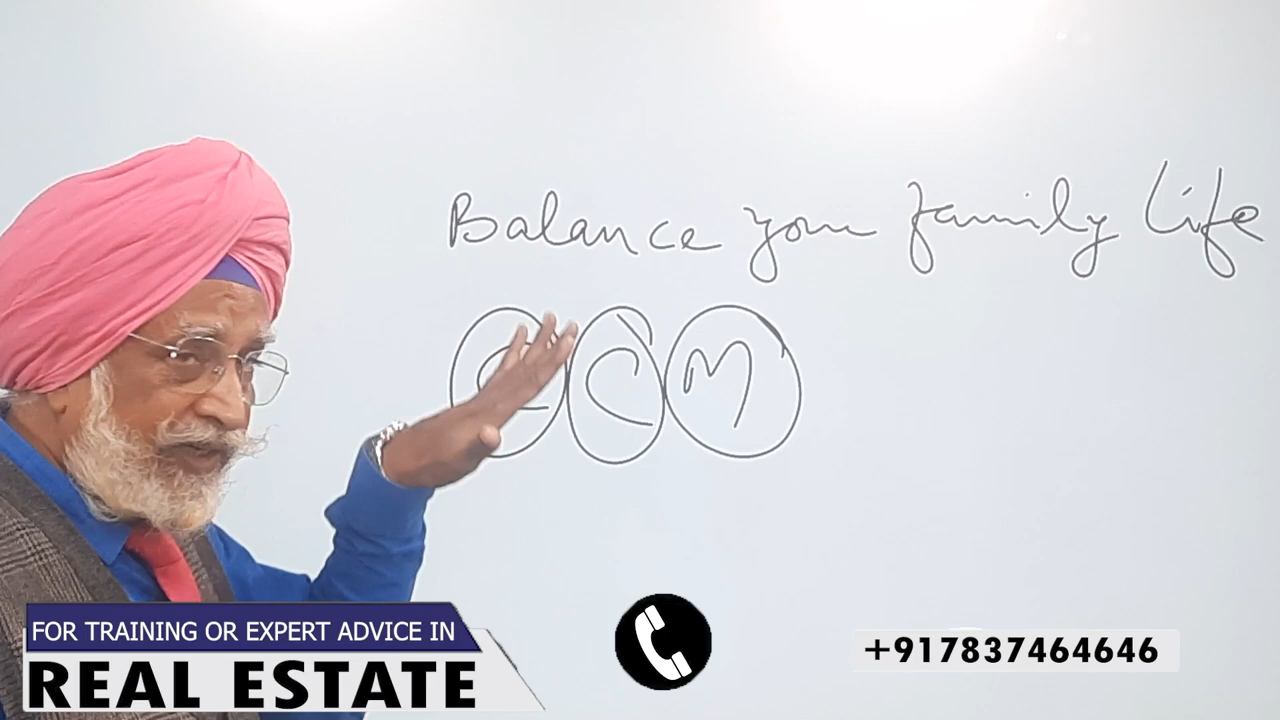 Balance your family Life
C M
FOR TRAINING OR EXPERT ADVICE IN
REAL ESTATE
+917837464646